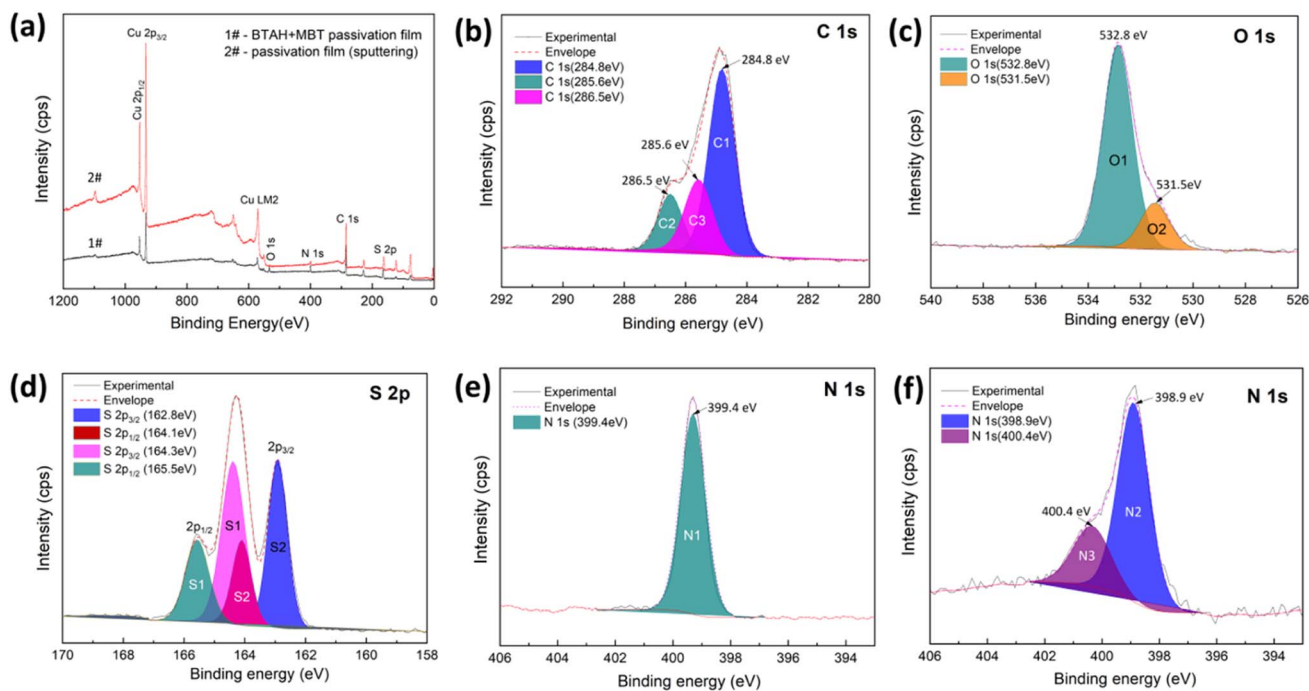 (a)
Cu 2p3/2
1# - BTAH+MBT passivation film
2# - passivation film (sputtering)
Cu 2p1/2
2#
1#
Cu LM2
O 1s
N 1s
C 1s
S 2p
Intensity (cps)
1200 1000 800 600 400 200 0
Binding Energy(eV)
(b)
Experimental
Envelope
C 1s(284.8eV)
C 1s(285.6eV)
C 1s(286.5eV)
C 1s
284.8 eV
285.6 eV
286.5 eV
C1
C2
C3
Intensity (cps)
292 290 288 286 284 282 280
Binding energy (eV)
(c)
Experimental
Envelope
O 1s(532.8eV)
O 1s(531.5eV)
532.8 eV
O 1s
O1
531.5eV
O2
Intensity (cps)
540 538 536 534 532 530 528 526
Binding energy (eV)
(d)
Experimental
Envelope
S 2p3/2 (162.8eV)
S 2p1/2 (164.1eV)
S 2p3/2 (164.3eV)
S 2p1/2 (165.5eV)
S 2p
2p3/2
2p1/2
S1
S2
S1
S2
Intensity (cps)
170 168 166 164 162 160 158
Binding energy (eV)
(e)
Experimental
Envelope
N 1s (399.4eV)
N 1s
399.4 eV
N1
Intensity (cps)
406 404 402 400 398 396 394
Binding energy (eV)
(f)
Experimental
Envelope
N 1s(398.9eV)
N 1s(400.4eV)
N 1s
398.9 eV
400.4 eV
N2
N3
Intensity (cps)
406 404 402 400 398 396 394
Binding energy (eV)